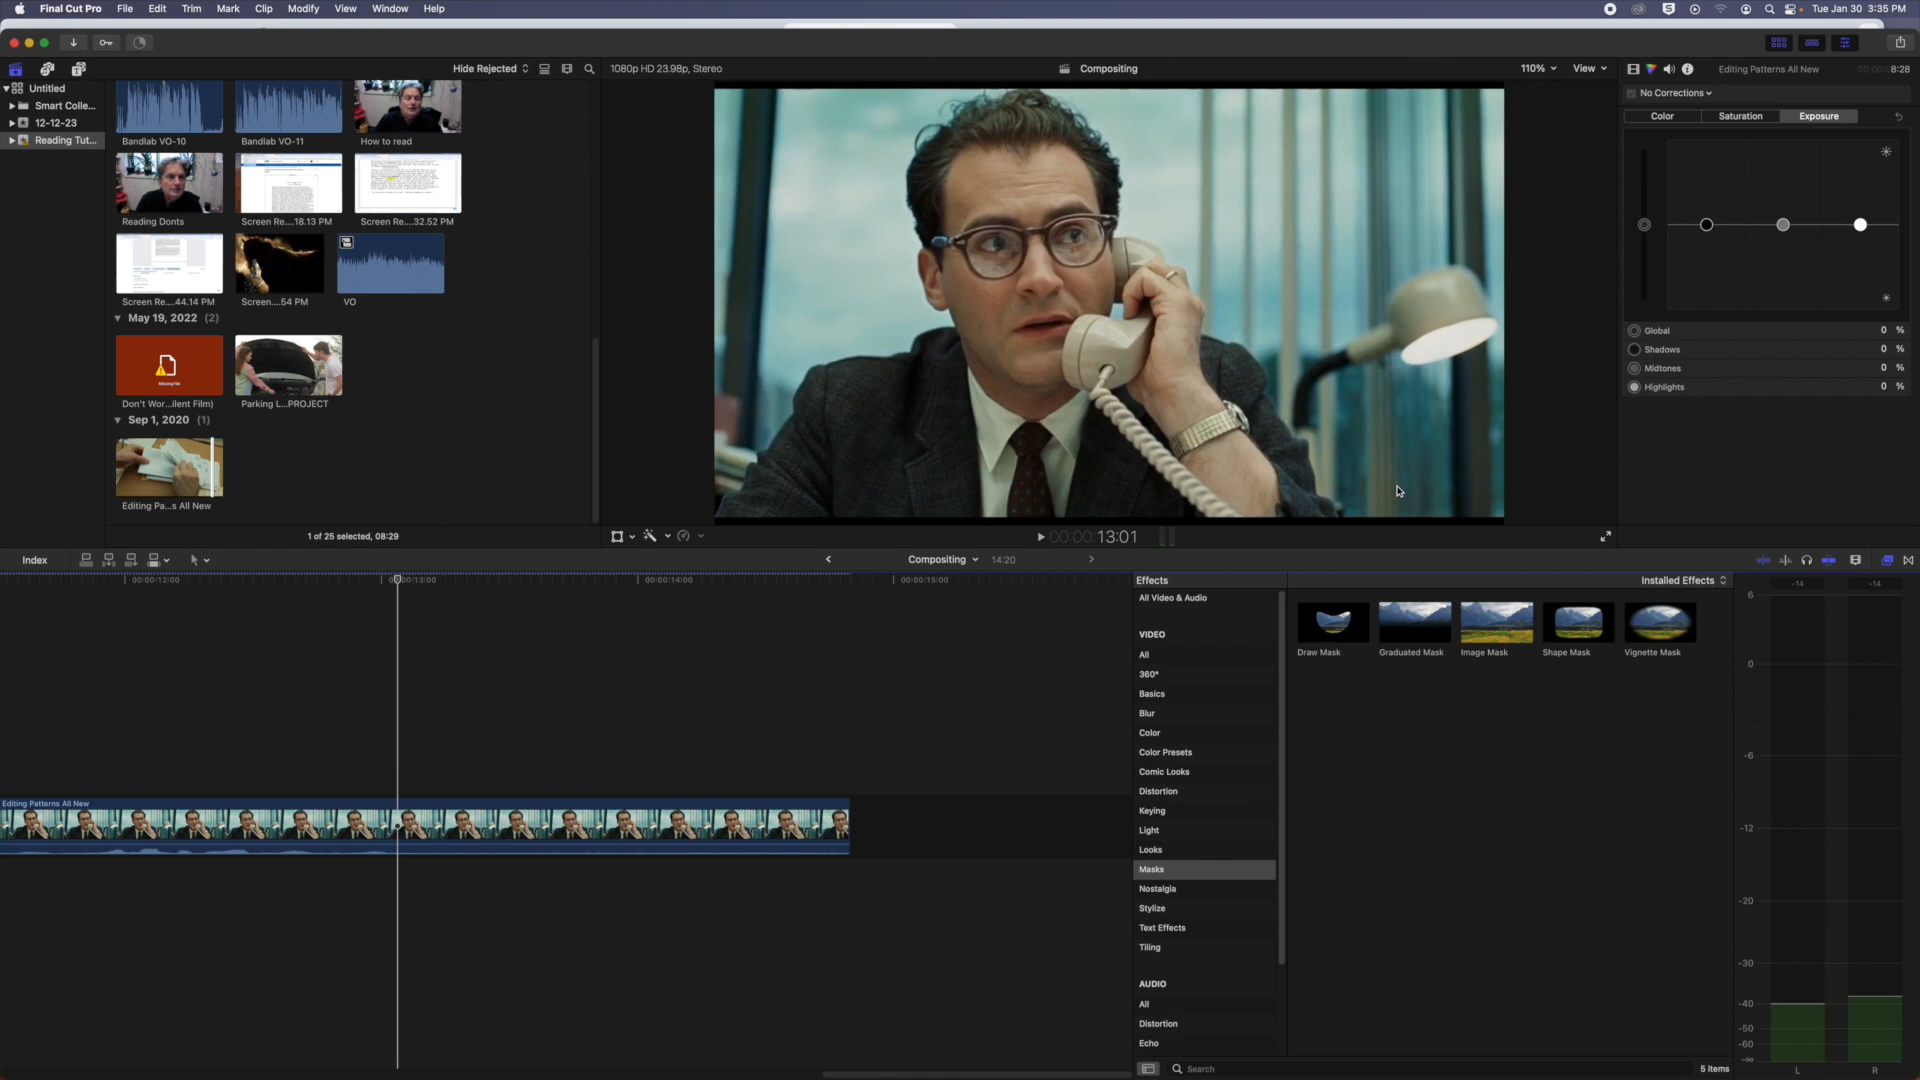 Final Cut Pro File Edit Trim Mark Clip Modify View Window Help
Tue Jan 30 3:35 PM
Hide Rejected
1080p HD 23.98p, Stereo
Compositing
110%
View
Editing Patterns All New
00:00:08:28
Untitled
Smart Colle...
12-12-23
Reading Tut...
Bandlab VO-10
Bandlab VO-11
How to read
Reading Donts
Screen Re....18.13 PM
Screen Re....32.52 PM
Screen Re....44.14 PM
Screen....54 PM
VO
May 19, 2022 (2)
Missing File
Don't Wor...ilent Film)
Parking L...PROJECT
Sep 1, 2020 (1)
Editing Pa...s All New
1 of 25 selected, 08:29
00:00:13:01
No Corrections
Color Saturation Exposure
Global 0 %
Shadows 0 %
Midtones 0 %
Highlights 0 %
Index
Compositing 14:20
00:00:12:00
00:00:13:00
00:00:14:00
00:00:15:00
Editing Patterns All New
Effects
Installed Effects
All Video & Audio
VIDEO
All
360°
Basics
Blur
Color
Color Presets
Comic Looks
Distortion
Keying
Light
Looks
Masks
Nostalgia
Stylize
Text Effects
Tiling
AUDIO
All
Distortion
Echo
Draw Mask
Graduated Mask
Image Mask
Shape Mask
Vignette Mask
Search
5 items
-14 -14
6
0
-6
-12
-20
-30
-40
-50
-60
-∞
L R